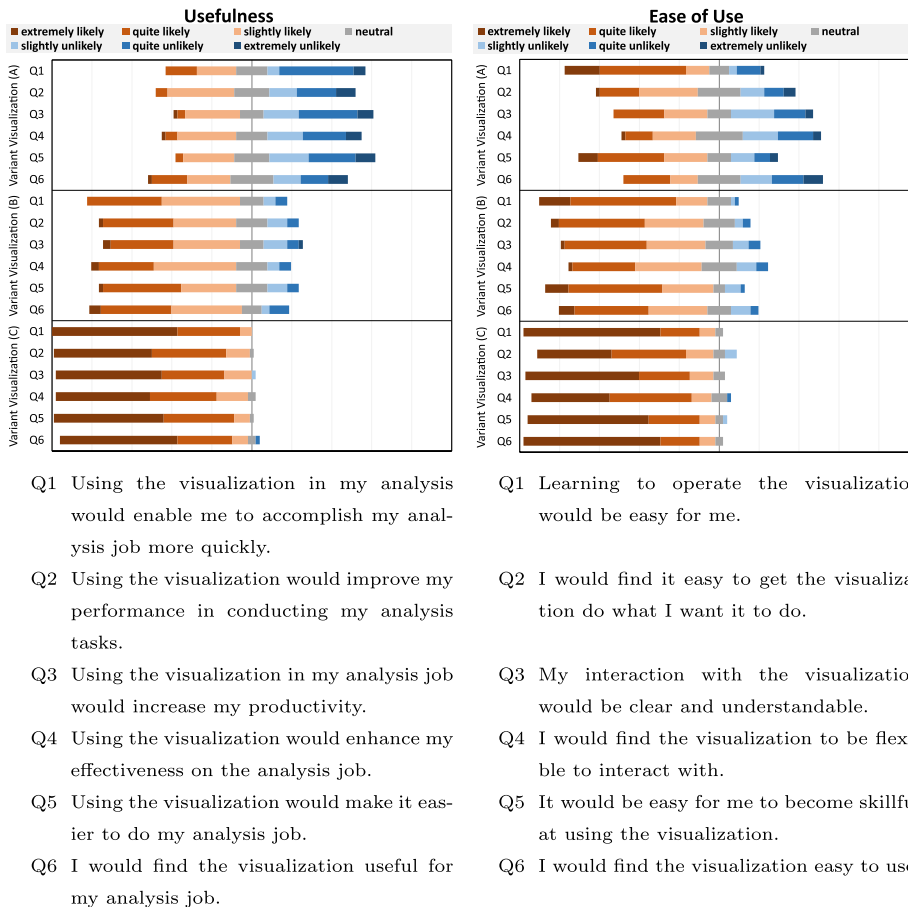 Usefulness
extremely likely quite likely slightly likely neutral
slightly unlikely quite unlikely extremely unlikely
Variant Visualization (A)
Q1
Q2
Q3
Q4
Q5
Q6
Variant Visualization (B)
Q1
Q2
Q3
Q4
Q5
Q6
Variant Visualization (C)
Q1
Q2
Q3
Q4
Q5
Q6
Ease of Use
extremely likely quite likely slightly likely neutral
slightly unlikely quite unlikely extremely unlikely
Variant Visualization (A)
Q1
Q2
Q3
Q4
Q5
Q6
Variant Visualization (B)
Q1
Q2
Q3
Q4
Q5
Q6
Variant Visualization (C)
Q1
Q2
Q3
Q4
Q5
Q6
Q1 Using the visualization in my analysis
would enable me to accomplish my anal-
ysis job more quickly.
Q2 Using the visualization would improve my
performance in conducting my analysis
tasks.
Q3 Using the visualization in my analysis job
would increase my productivity.
Q4 Using the visualization would enhance my
effectiveness on the analysis job.
Q5 Using the visualization would make it eas-
ier to do my analysis job.
Q6 I would find the visualization useful for
my analysis job.
Q1 Learning to operate the visualization
would be easy for me.
Q2 I would find it easy to get the visualiza
tion do what I want it to do.
Q3 My interaction with the visualization
would be clear and understandable.
Q4 I would find the visualization to be flex
ble to interact with.
Q5 It would be easy for me to become skillfu
at using the visualization.
Q6 I would find the visualization easy to use